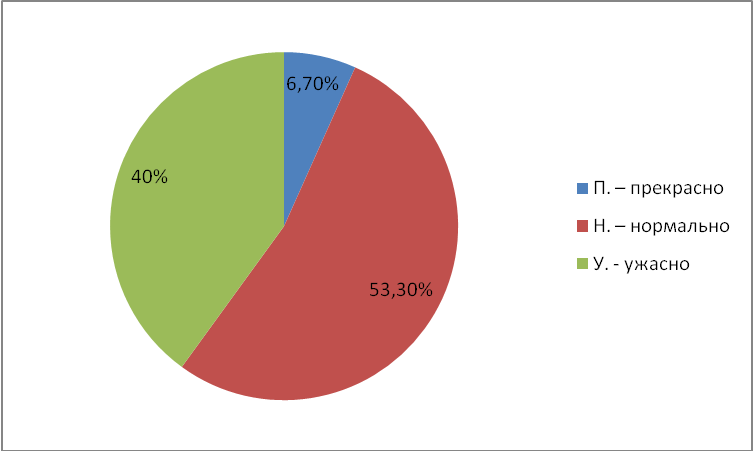 6,70%
40%
53,30%
П. – прекрасно
Н. – нормально
У. - ужасно